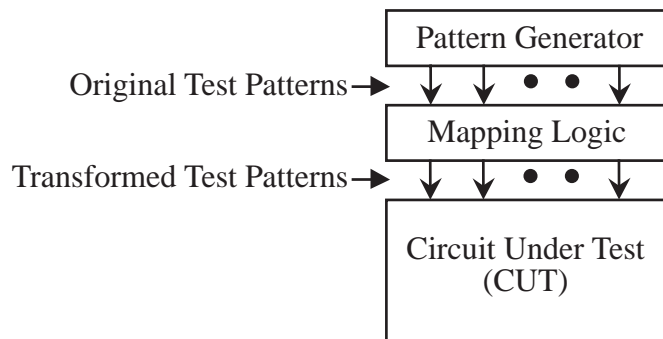 Pattern Generator
Original Test Patterns
Mapping Logic
Transformed Test Patterns
Circuit Under Test
(CUT)